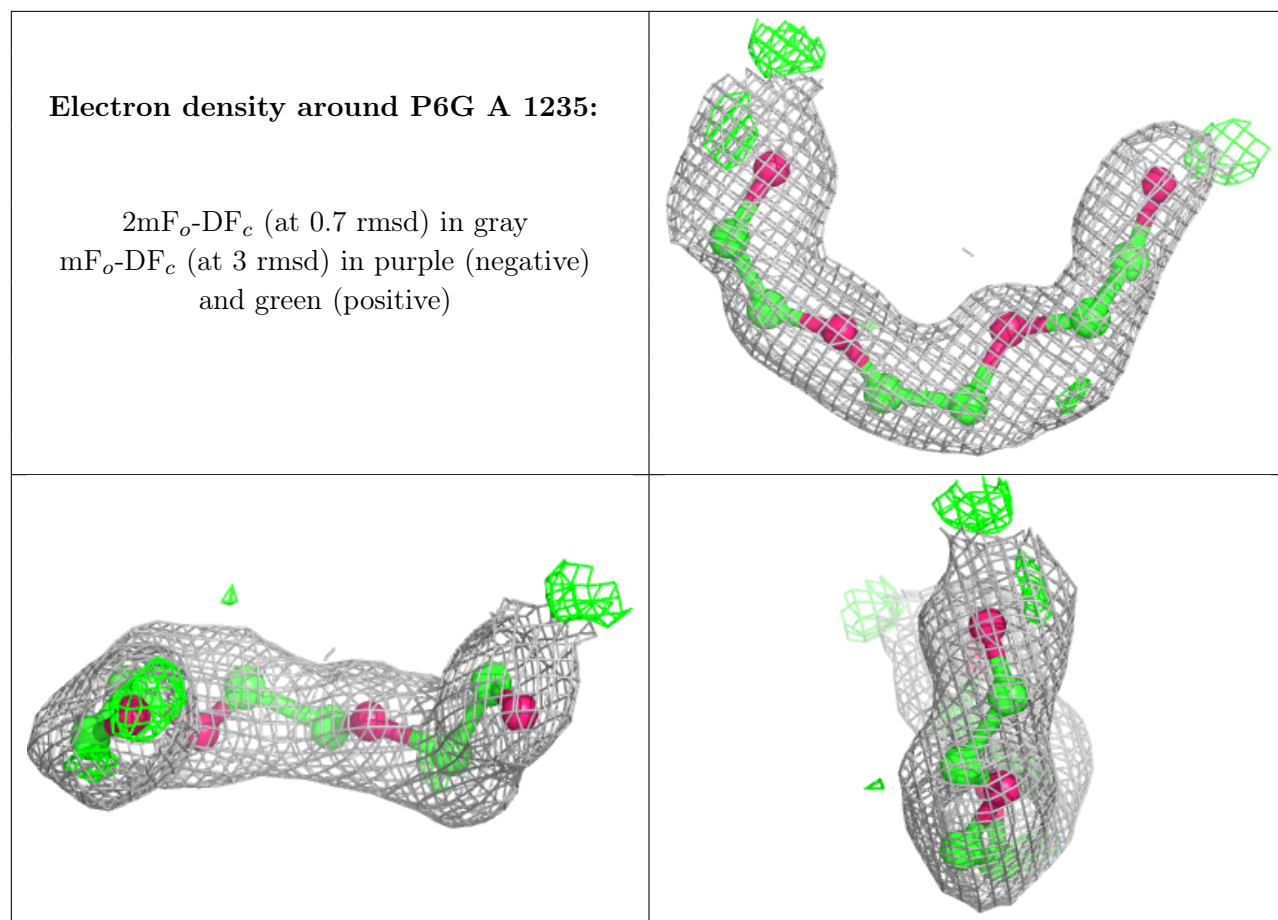 Electron density around P6G A 1235:
2mFₒ-DF𝒸 (at 0.7 rmsd) in gray
mFₒ-DF𝒸 (at 3 rmsd) in purple (negative)
and green (positive)